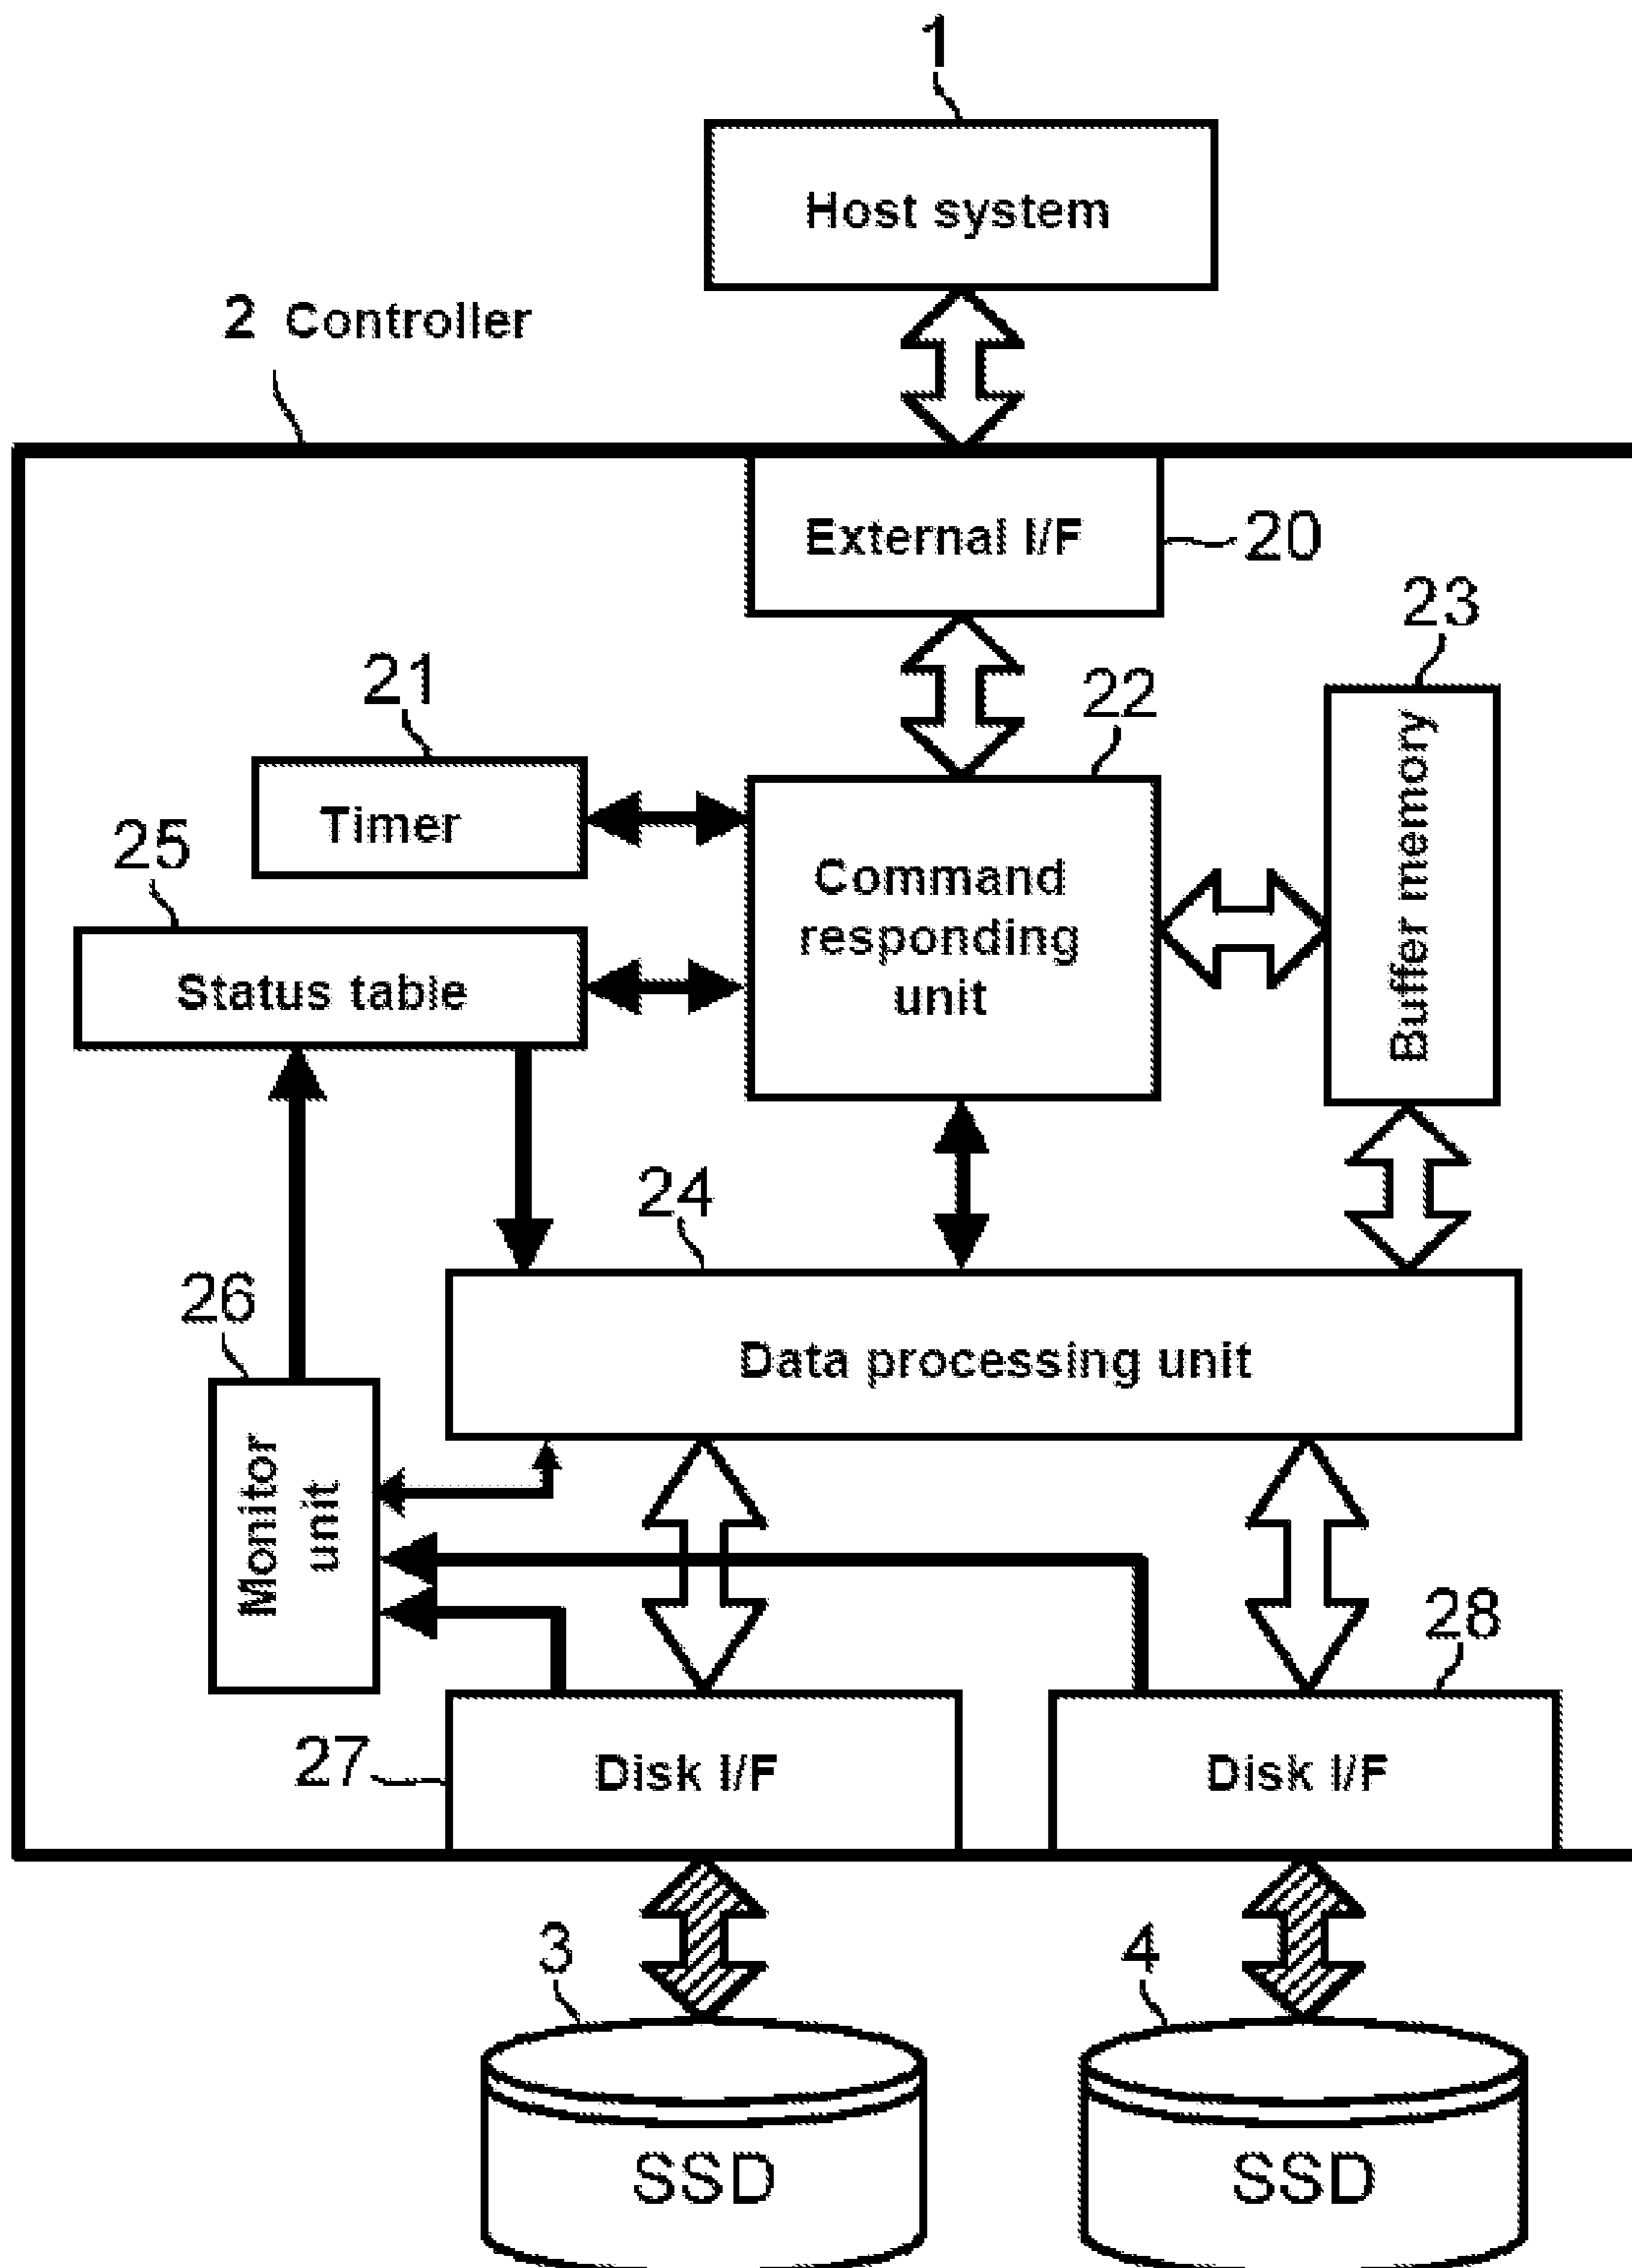 1
Host system
2 Controller
External I/F
20
23
21
22
Timer
Buffer memory
25
Command
responding
unit
Status table
24
26
Data processing unit
Monitor
unit
28
27
Disk I/F
Disk I/F
3
4
SSD
SSD